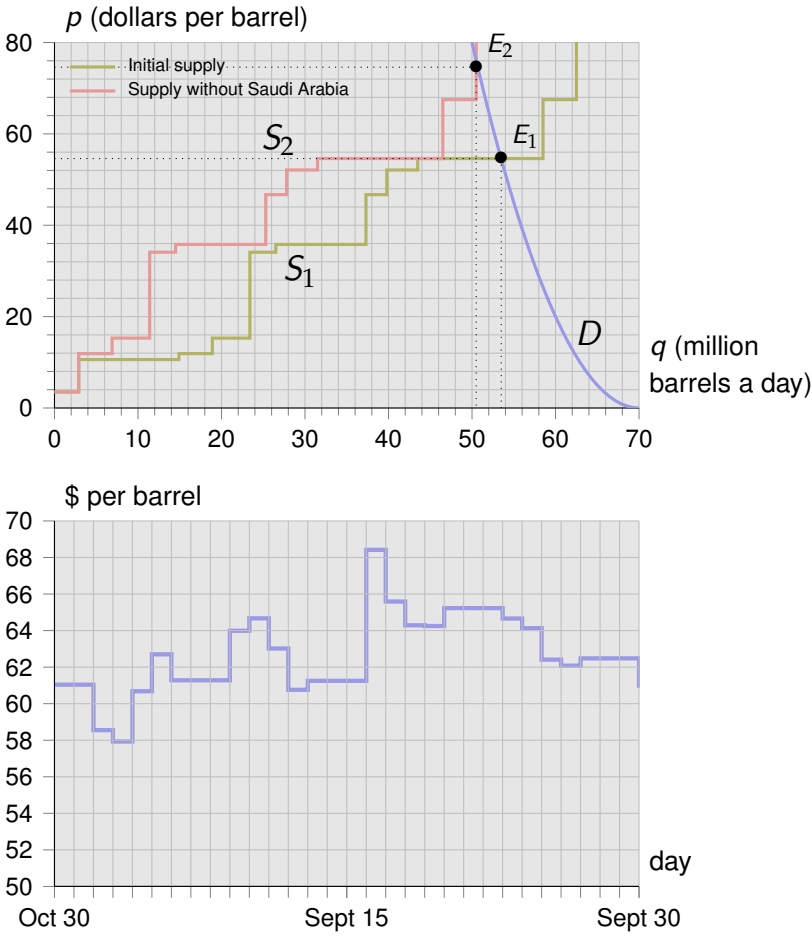 p (dollars per barrel)
80
Initial supply
Supply without Saudi Arabia
E2
60
S2
E1
40
S1
20
D
q (million
barrels a day)
0
0 10 20 30 40 50 60 70
$ per barrel
70
68
66
64
62
60
58
56
54
52
day
50
Oct 30 Sept 15 Sept 30